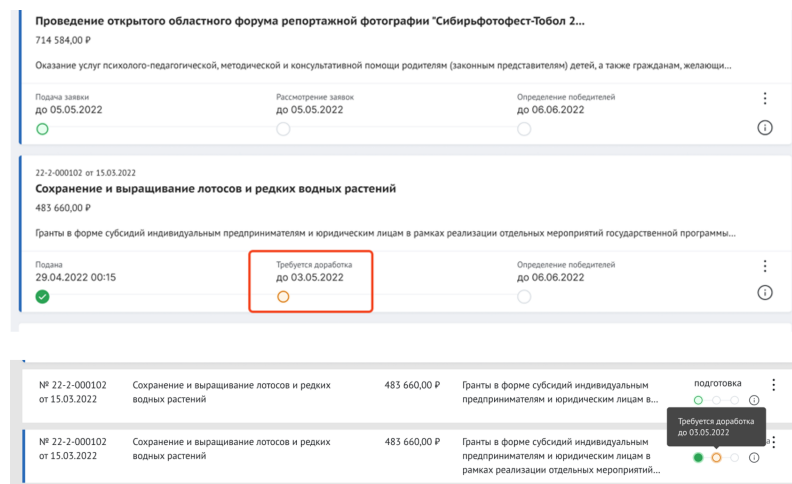 Проведение открытого областного форума репортажной фотографии "Сибирьфотофест-Тобол 2...
714 584,00 ₽
Оказание услуг психолого-педагогической, методической и консультативной помощи родителям (законным представителям) детей, а также гражданам, желающи...
Подача заявки Рассмотрение заявок Определение победителей
до 05.05.2022 до 05.05.2022 до 06.06.2022
22-2-000102 от 15.03.2022
Сохранение и выращивание лотосов и редких водных растений
483 660,00 ₽
Гранты в форме субсидий индивидуальным предпринимателям и юридическим лицам в рамках реализации отдельных мероприятий государственной программы...
Подана Требуется доработка Определение победителей
29.04.2022 00:15 до 03.05.2022 до 06.06.2022
№ 22-2-000102 Сохранение и выращивание лотосов и редких 483 660,00 ₽ Гранты в форме субсидий индивидуальным подготовка
от 15.03.2022 водных растений предпринимателям и юридическим лицам в...
Требуется доработка
до 03.05.2022
№ 22-2-000102 Сохранение и выращивание лотосов и редких 483 660,00 ₽ Гранты в форме субсидий индивидуальным
от 15.03.2022 водных растений предпринимателям и юридическим лицам в
рамках реализации отдельных мероприятий...